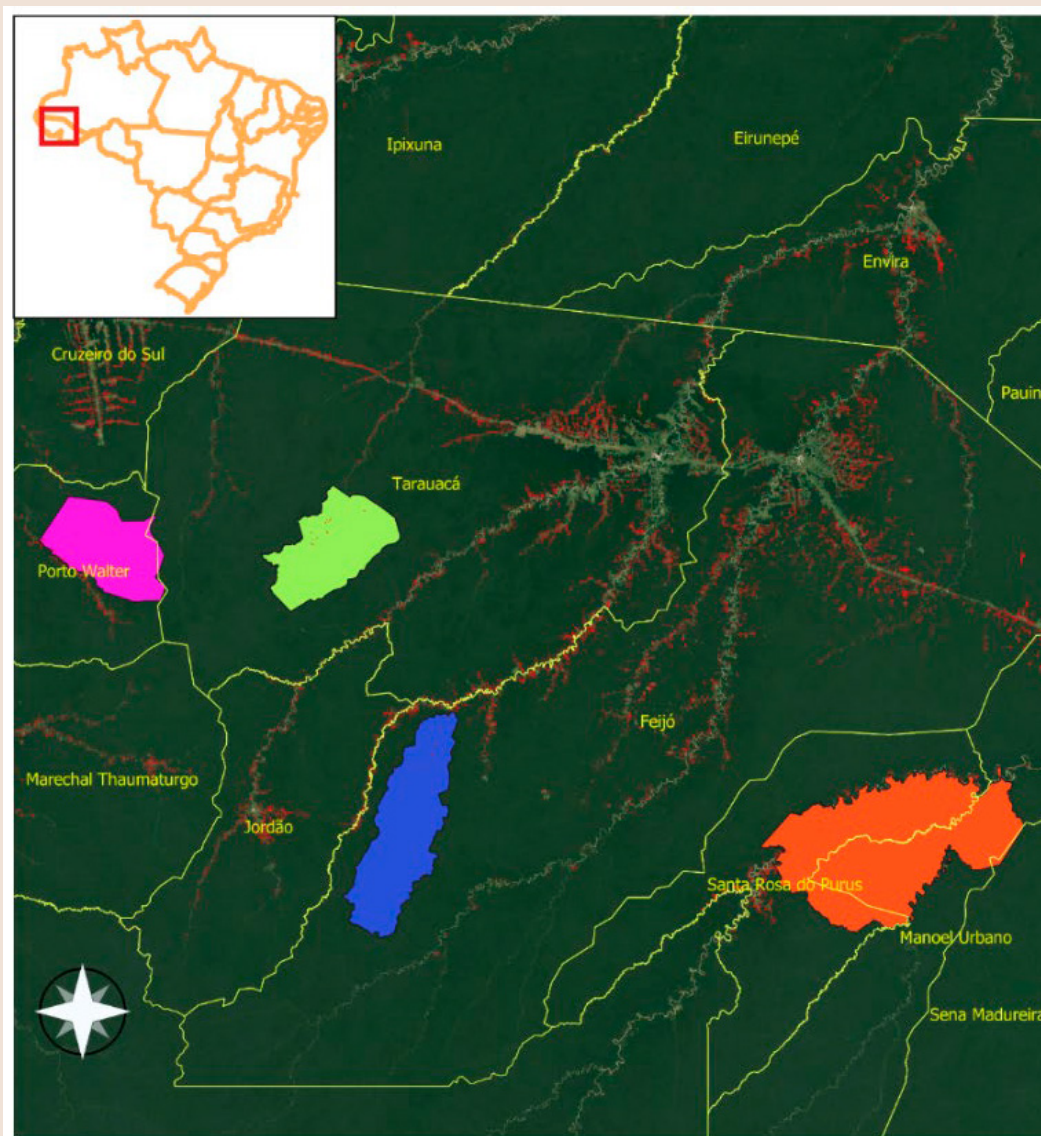 Ipixuna
Eirunepé
Envira
Cruzeiro do Sul
Pauin
Tarauacá
Porto Walter
Feijó
Marechal Thaumaturgo
Jordão
Santa Rosa do Purus
Manoel Urbano
Sena Madureira